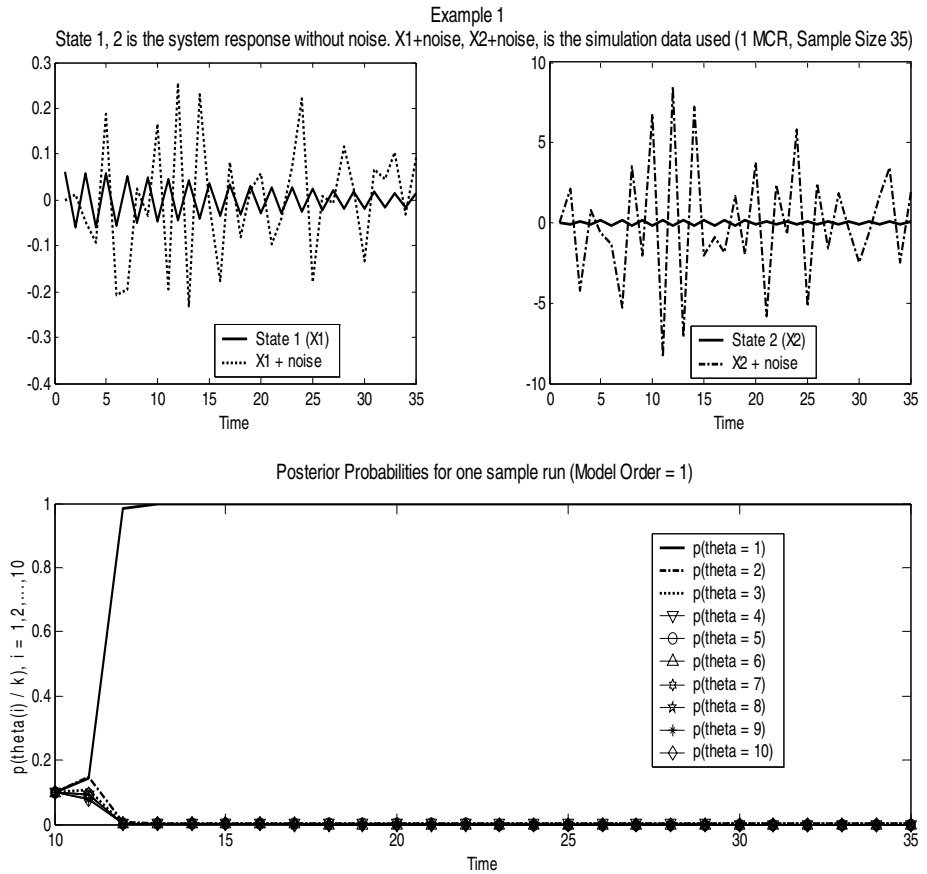 Example 1
State 1, 2 is the system response without noise. X1+noise, X2+noise, is the simulation data used (1 MCR, Sample Size 35)
0.3
0.2
0.1
0
-0.1
-0.2
-0.3
-0.4
State 1 (X1)
X1 + noise
0 5 10 15 20 25 30 35
Time
10
5
0
-5
-10
State 2 (X2)
X2 + noise
0 5 10 15 20 25 30 35
Time
Posterior Probabilities for one sample run (Model Order = 1)
p(theta(i) / k), i = 1,2,...,10
1
0.8
0.6
0.4
0.2
0
p(theta = 1)
p(theta = 2)
p(theta = 3)
p(theta = 4)
p(theta = 5)
p(theta = 6)
p(theta = 7)
p(theta = 8)
p(theta = 9)
p(theta = 10)
10 15 20 25 30 35
Time